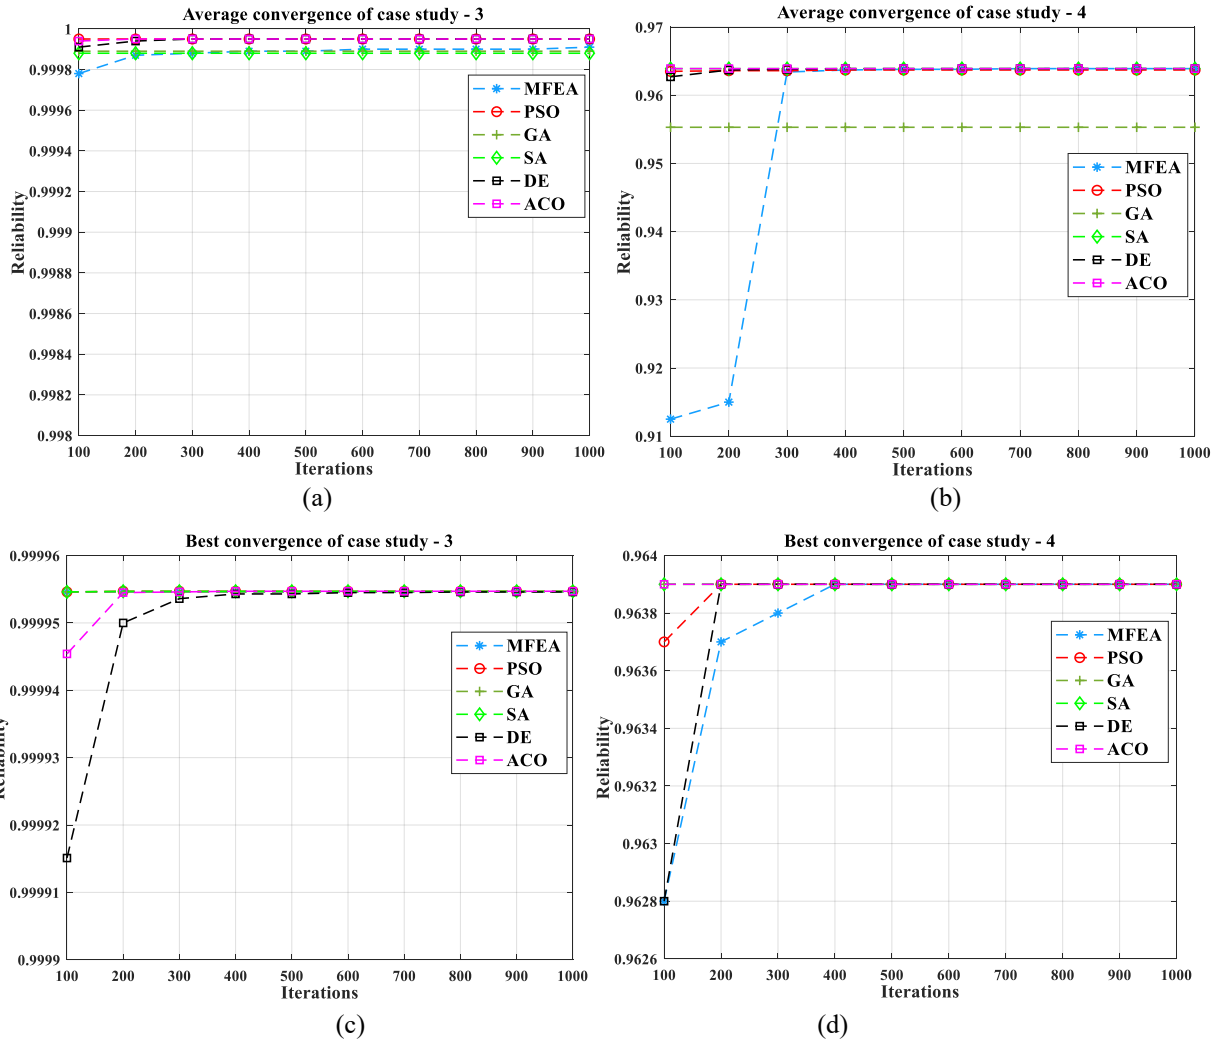 Average convergence of case study - 3
1
0.9998
0.9996
0.9994
0.9992
0.999
0.9988
0.9986
0.9984
0.9982
0.998
Reliability
MFEA
PSO
GA
SA
DE
ACO
100 200 300 400 500 600 700 800 900 1000
Iterations
(a)
Average convergence of case study - 4
0.97
0.96
0.95
0.94
0.93
0.92
0.91
Reliability
MFEA
PSO
GA
SA
DE
ACO
100 200 300 400 500 600 700 800 900 1000
Iterations
(b)
Best convergence of case study - 3
0.99996
0.99995
0.99994
0.99993
0.99992
0.99991
0.9999
Reliability
MFEA
PSO
GA
SA
DE
ACO
100 200 300 400 500 600 700 800 900 1000
Iterations
(c)
Best convergence of case study - 4
0.964
0.9638
0.9636
0.9634
0.9632
0.963
0.9628
0.9626
Reliability
MFEA
PSO
GA
SA
DE
ACO
100 200 300 400 500 600 700 800 900 1000
Iterations
(d)